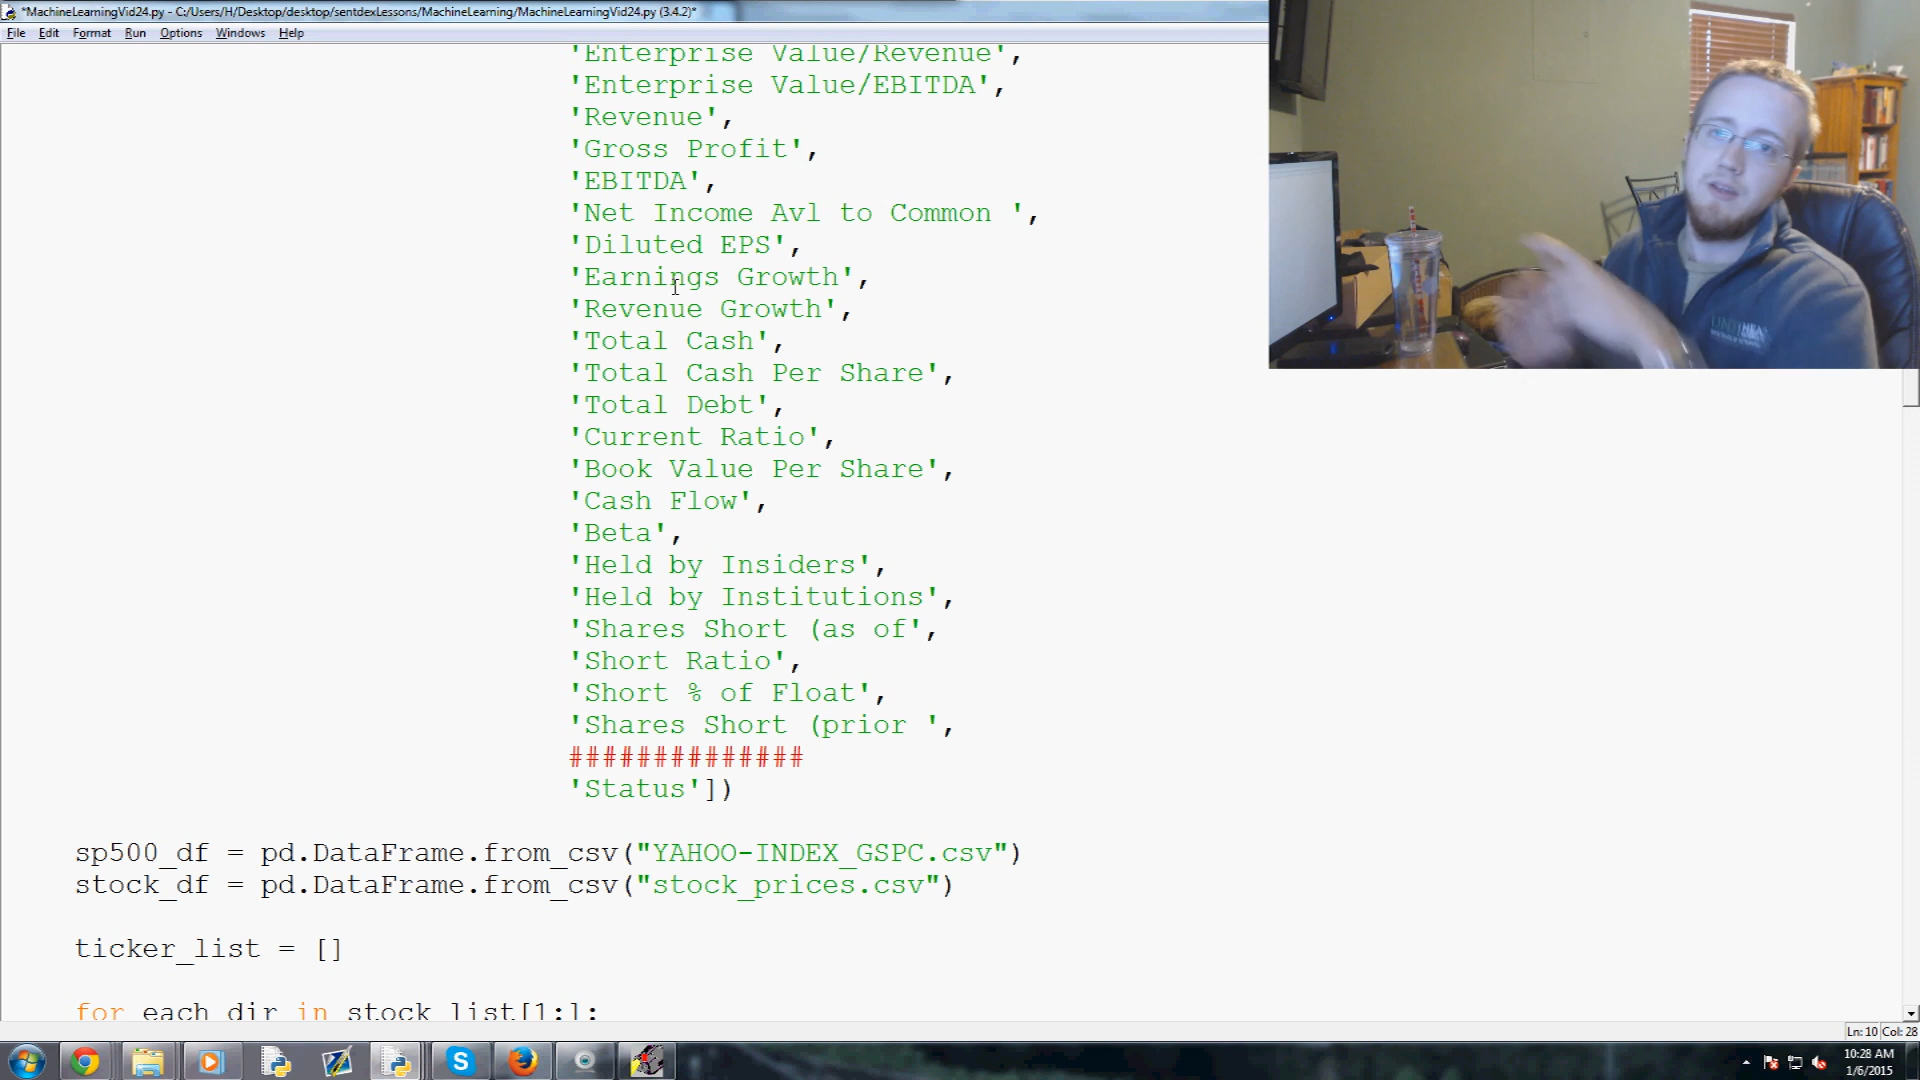 *MachineLearningVid24.py - C:/Users/H/Desktop/desktop/sentdexLessons/MachineLearning/MachineLearningVid24.py (3.4.2)*
File Edit Format Run Options Windows Help
'Enterprise Value/Revenue',
'Enterprise Value/EBITDA',
'Revenue',
'Gross Profit',
'EBITDA',
'Net Income Avl to Common ',
'Diluted EPS',
'Earnings Growth',
'Revenue Growth',
'Total Cash',
'Total Cash Per Share',
'Total Debt',
'Current Ratio',
'Book Value Per Share',
'Cash Flow',
'Beta',
'Held by Insiders',
'Held by Institutions',
'Shares Short (as of',
'Short Ratio',
'Short % of Float',
'Shares Short (prior ',
##############
'Status'])
sp500_df = pd.DataFrame.from_csv("YAHOO-INDEX_GSPC.csv")
stock_df = pd.DataFrame.from_csv("stock_prices.csv")
ticker_list = []
for each_dir in stock_list[1:]:
Ln: 10 Col: 28
10:28 AM
1/6/2015